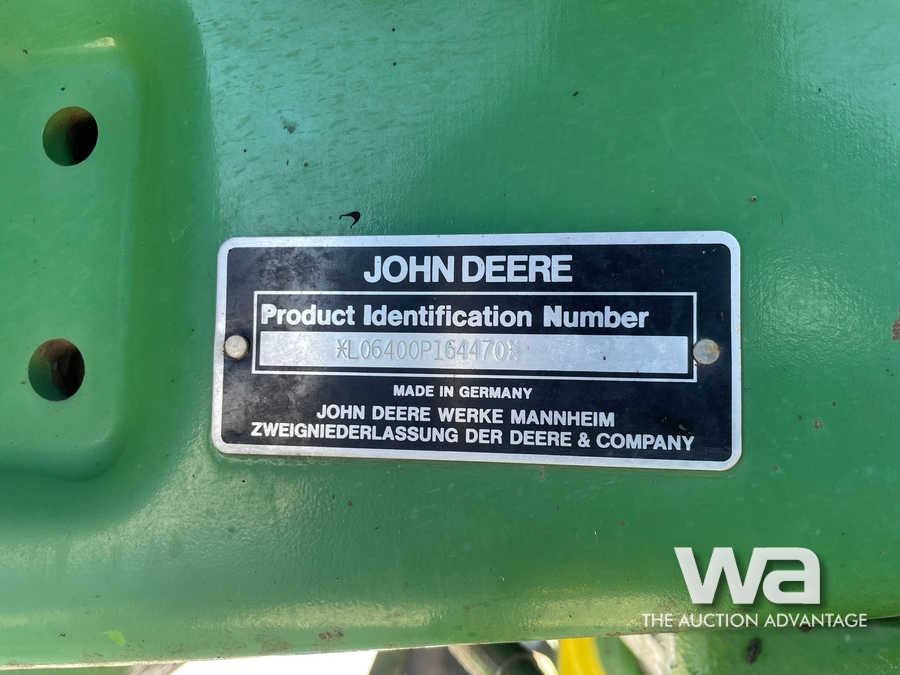 JOHN DEERE
Product Identification Number
*L06400P164470*
MADE IN GERMANY
JOHN DEERE WERKE MANNHEIM
ZWEIGNIEDERLASSUNG DER DEERE & COMPANY
wa
THE AUCTION ADVANTAGE